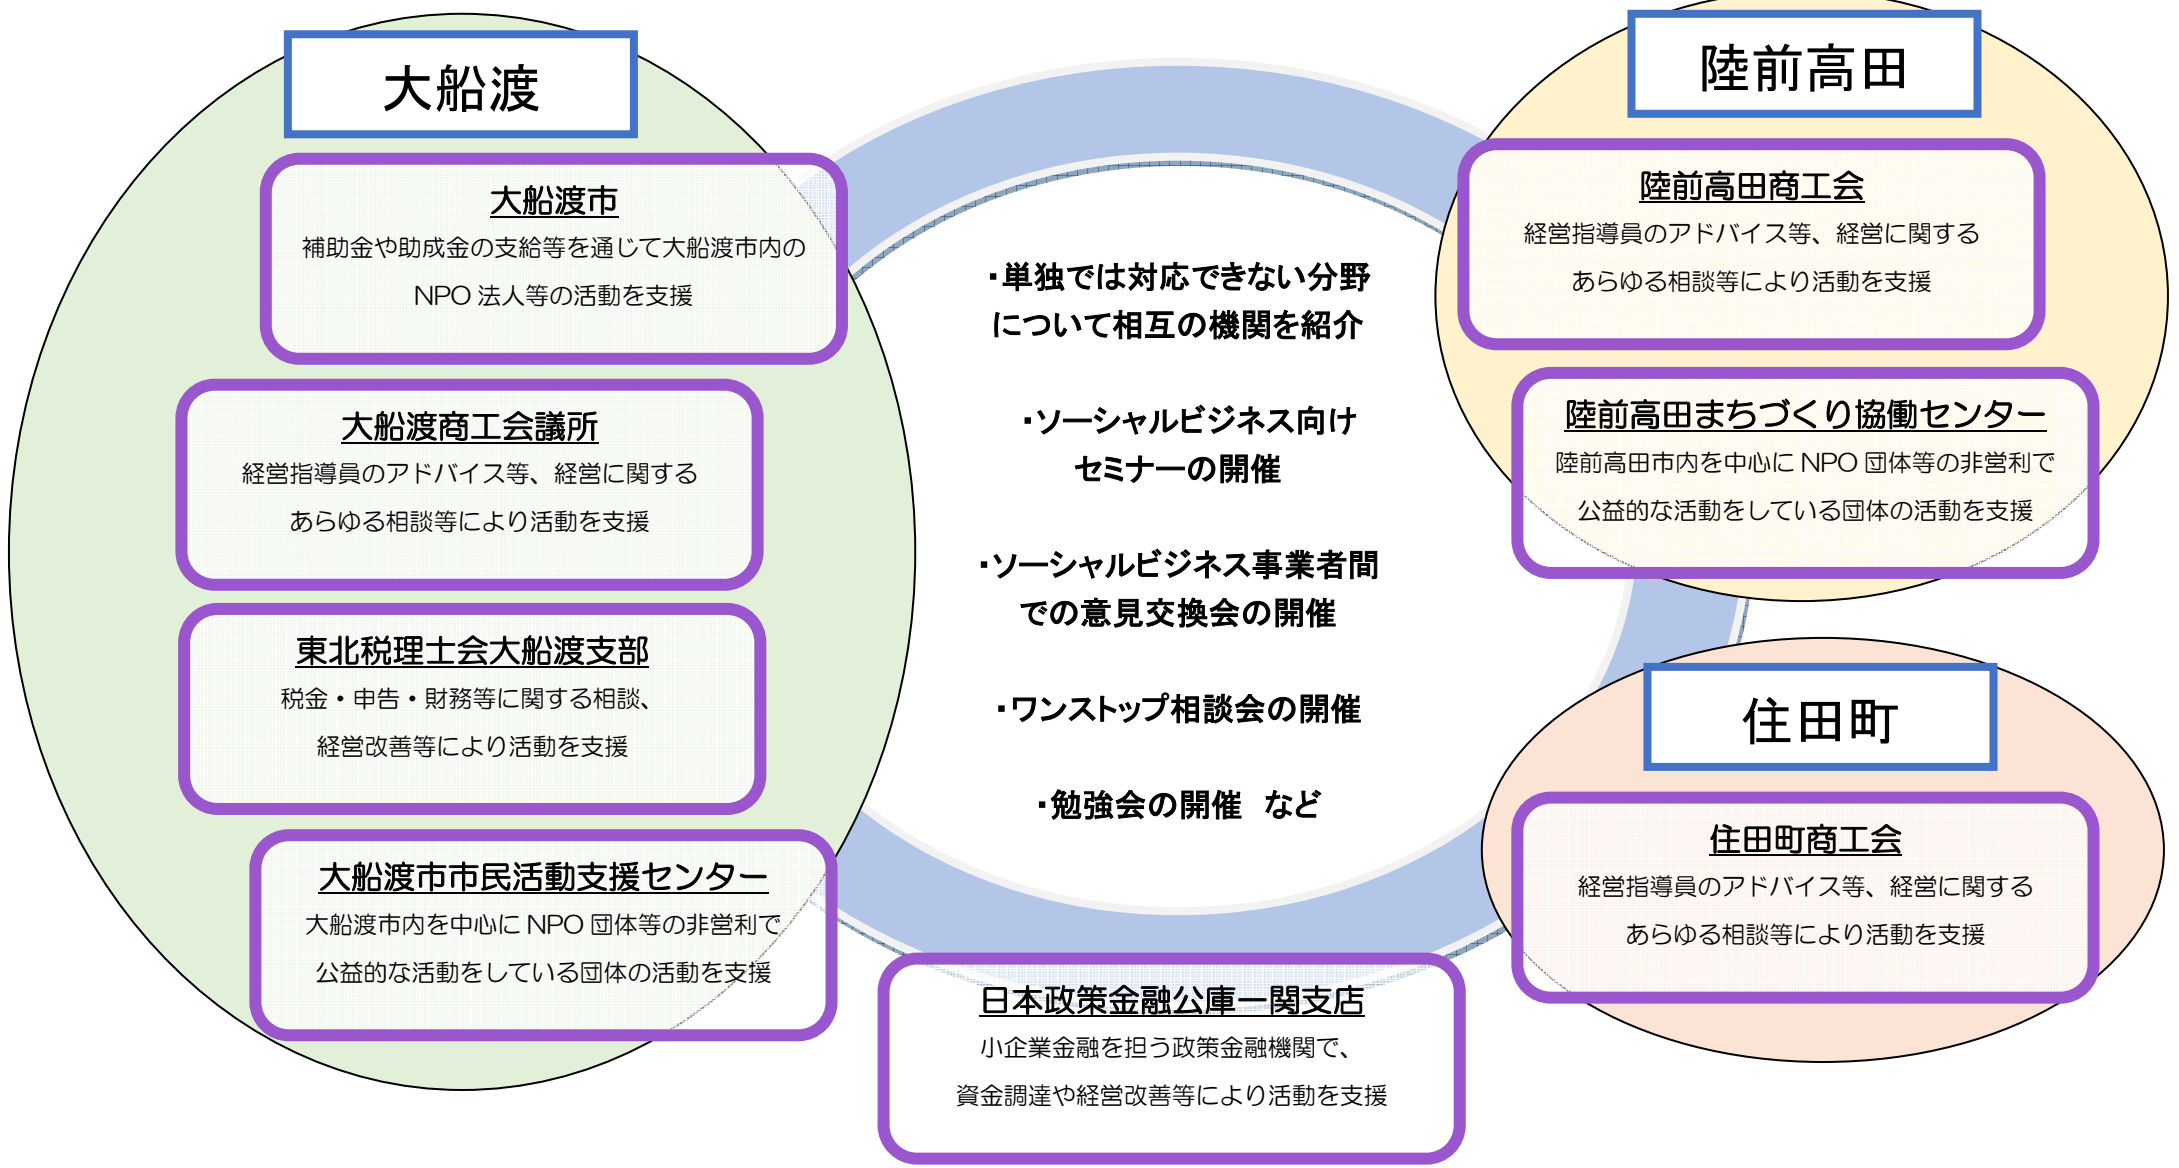 大船渡
大船渡市
補助金や助成金の支給等を通じて大船渡市内の
NPO 法人等の活動を支援
大船渡商工会議所
経営指導員のアドバイス等、経営に関する
あらゆる相談等により活動を支援
東北税理士会大船渡支部
税金・申告・財務等に関する相談、
経営改善等により活動を支援
大船渡市市民活動支援センター
大船渡市内を中心に NPO 団体等の非営利で
公益的な活動をしている団体の活動を支援
・単独では対応できない分野
について相互の機関を紹介
・ソーシャルビジネス向け
セミナーの開催
・ソーシャルビジネス事業者間
での意見交換会の開催
・ワンストップ相談会の開催
・勉強会の開催　など
日本政策金融公庫一関支店
小企業金融を担う政策金融機関で、
資金調達や経営改善等により活動を支援
陸前高田
陸前高田商工会
経営指導員のアドバイス等、経営に関する
あらゆる相談等により活動を支援
陸前高田まちづくり協働センター
陸前高田市内を中心に NPO 団体等の非営利で
公益的な活動をしている団体の活動を支援
住田町
住田町商工会
経営指導員のアドバイス等、経営に関する
あらゆる相談等により活動を支援